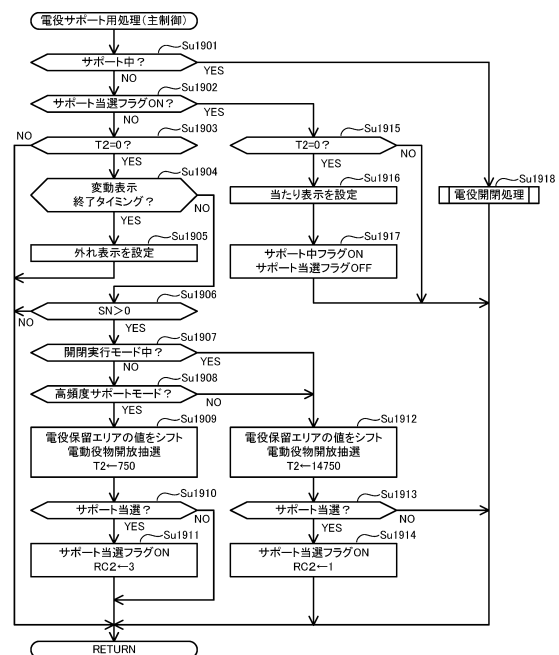 電役サポート用処理(主制御)
Su1901
サポート中?
YES
NO
Su1902
サポート当選フラグON?
YES
NO
Su1903
NO
T2=0?
YES
Su1915
T2=0?
NO
YES
Su1904
変動表示
終了タイミング?
NO
YES
Su1916
当たり表示を設定
Su1918
電役開閉処理
Su1905
外れ表示を設定
Su1917
サポート中フラグON
サポート当選フラグOFF
Su1906
SN>0
NO
YES
Su1907
開閉実行モード中?
YES
NO
Su1908
高頻度サポートモード?
NO
YES
Su1909
電役保留エリアの値をシフト
電動役物開放抽選
T2←750
Su1912
電役保留エリアの値をシフト
電動役物開放抽選
T2←14750
Su1910
サポート当選?
NO
YES
Su1913
サポート当選?
NO
YES
Su1911
サポート当選フラグON
RC2←3
Su1914
サポート当選フラグON
RC2←1
RETURN